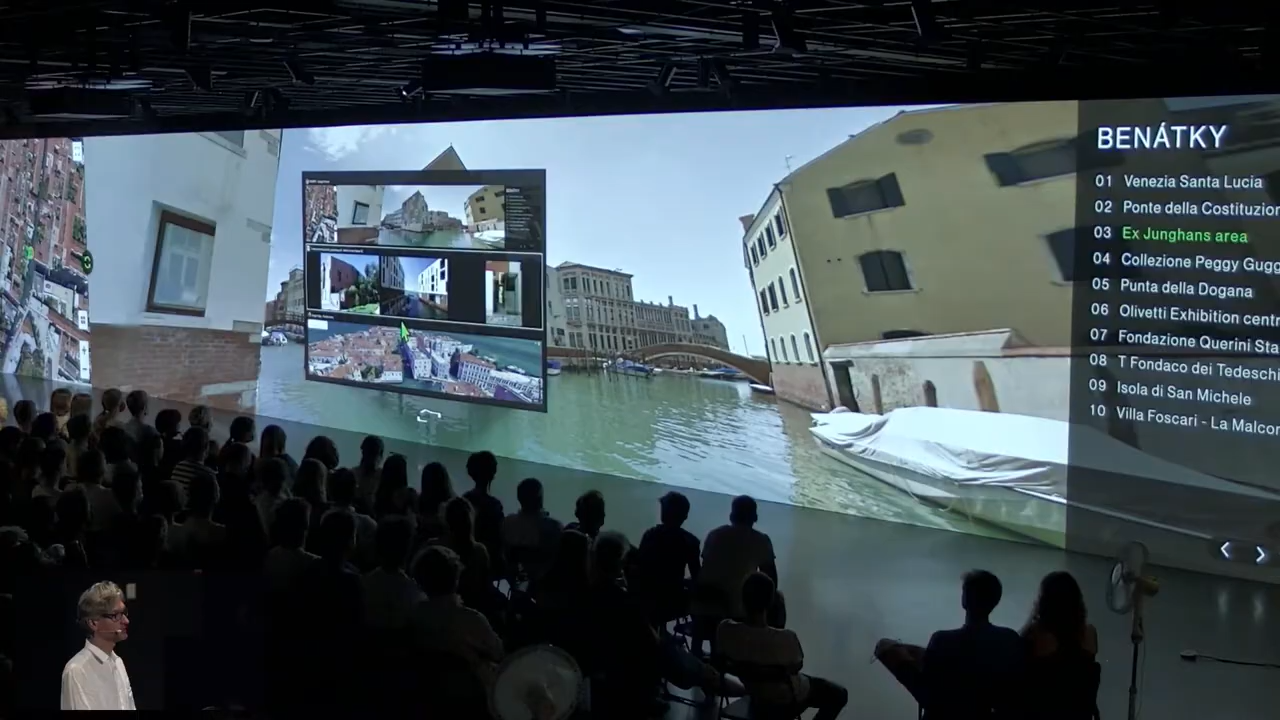 BENÁTKY
01 Venezia Santa Lucia
02 Ponte della Costituzion
03 Ex Junghans area
04 Collezione Peggy Gugg
05 Punta della Dogana
06 Olivetti Exhibition centr
07 Fondazione Querini Sta
08 T Fondaco dei Tedeschi
09 Isola di San Michele
10 Villa Foscari - La Malcon